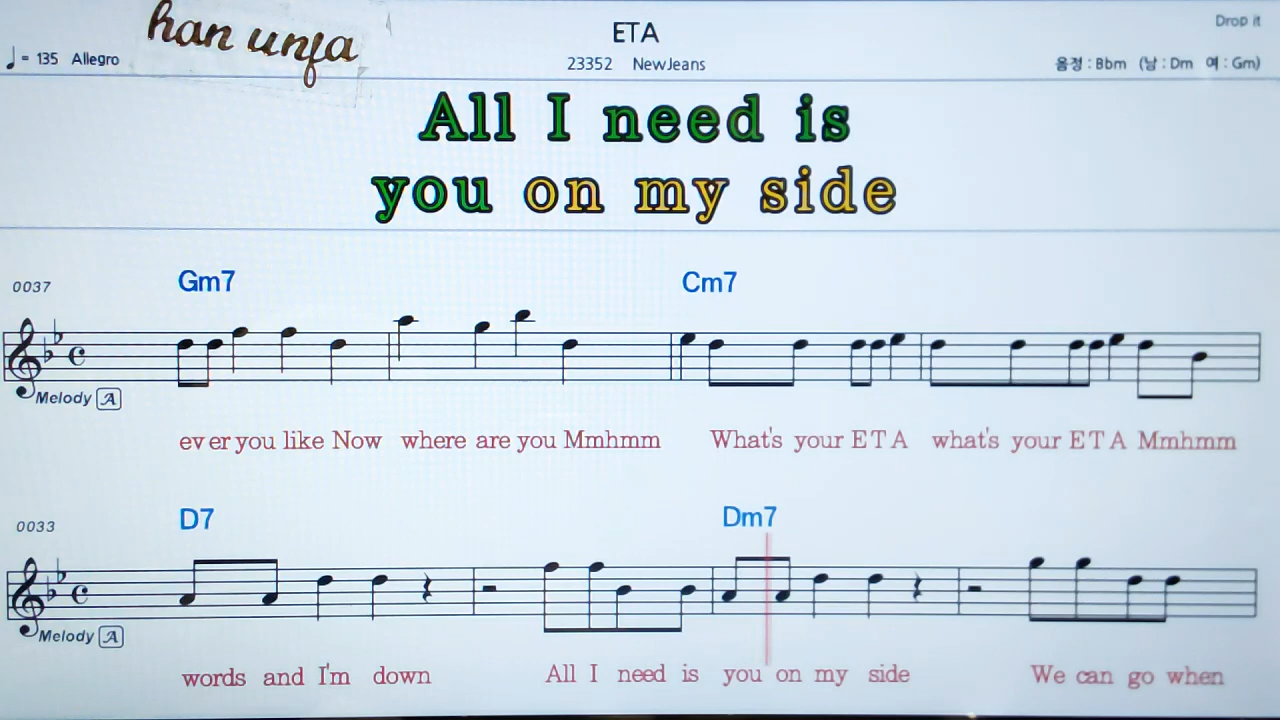 han unja
ETA
Drop it
♩= 135 Allegro
23352 NewJeans
음정 : Bbm (남 : Dm 여 : Gm)
All I need is
you on my side
0037
Gm7
Cm7
Melody A
ev er you like Now where are you Mmhmm What's your E T A what's your E T A Mmhmm
0033
D7
Dm7
Melody A
words and I'm down All I need is you on my side We can go when